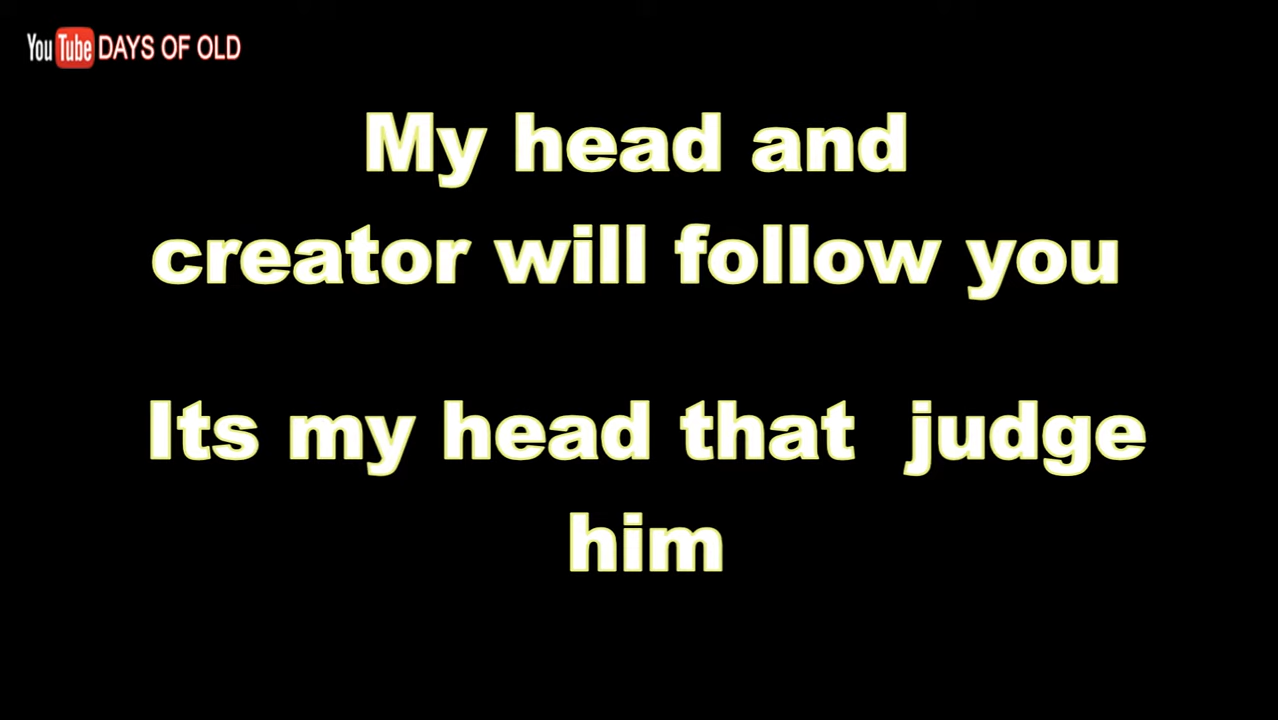 YouTube DAYS OF OLD
My head and
creator will follow you
Its my head that  judge
him